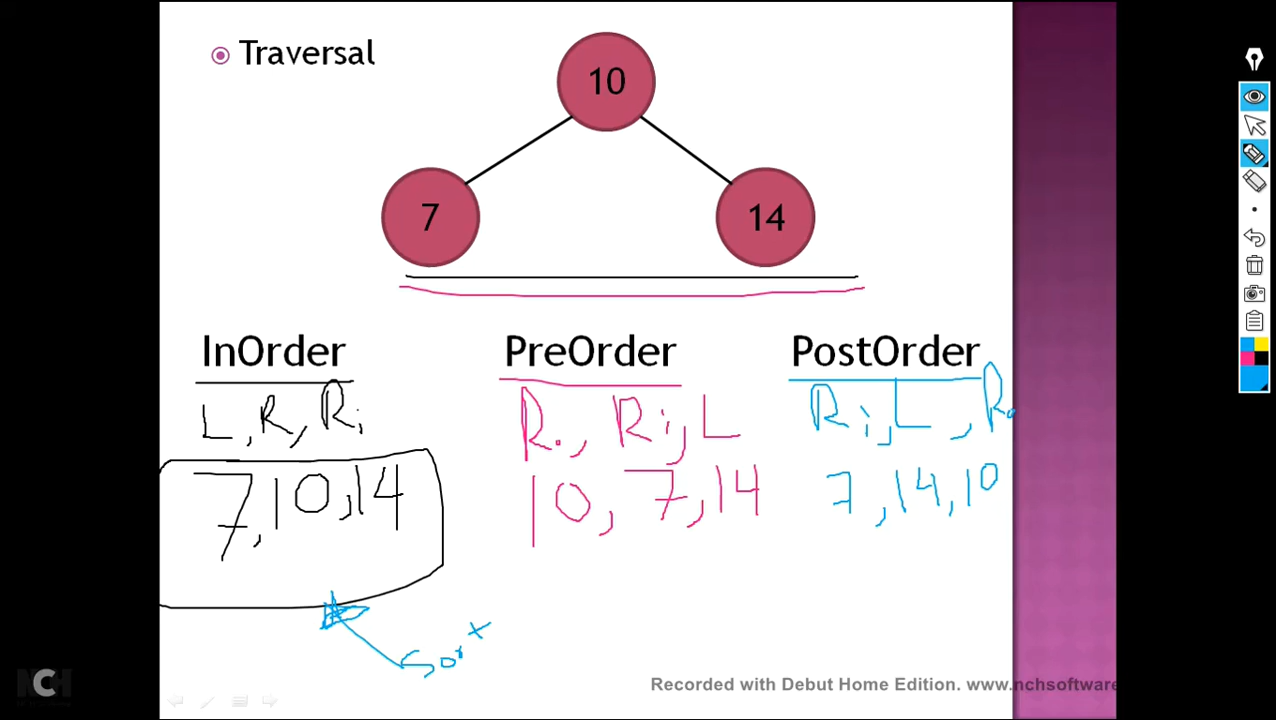 Traversal
10
7
14
InOrder
PreOrder
PostOrder
L, R, Ri
R., Ri, L
Ri, L, Ro
7, 10, 14
10, 7, 14
7, 14, 10
Sort
Recorded with Debut Home Edition. www.nchsoftware